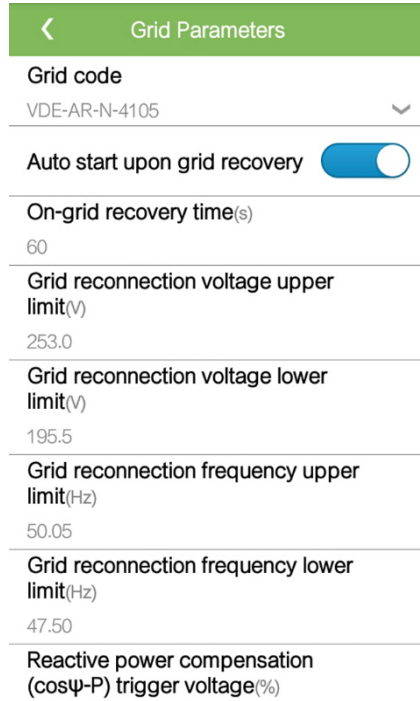 Grid Parameters
Grid code
VDE-AR-N-4105
Auto start upon grid recovery
On-grid recovery time(s)
60
Grid reconnection voltage upper
limit(V)
253.0
Grid reconnection voltage lower
limit(V)
195.5
Grid reconnection frequency upper
limit(Hz)
50.05
Grid reconnection frequency lower
limit(Hz)
47.50
Reactive power compensation
(cosψ-P) trigger voltage(%)